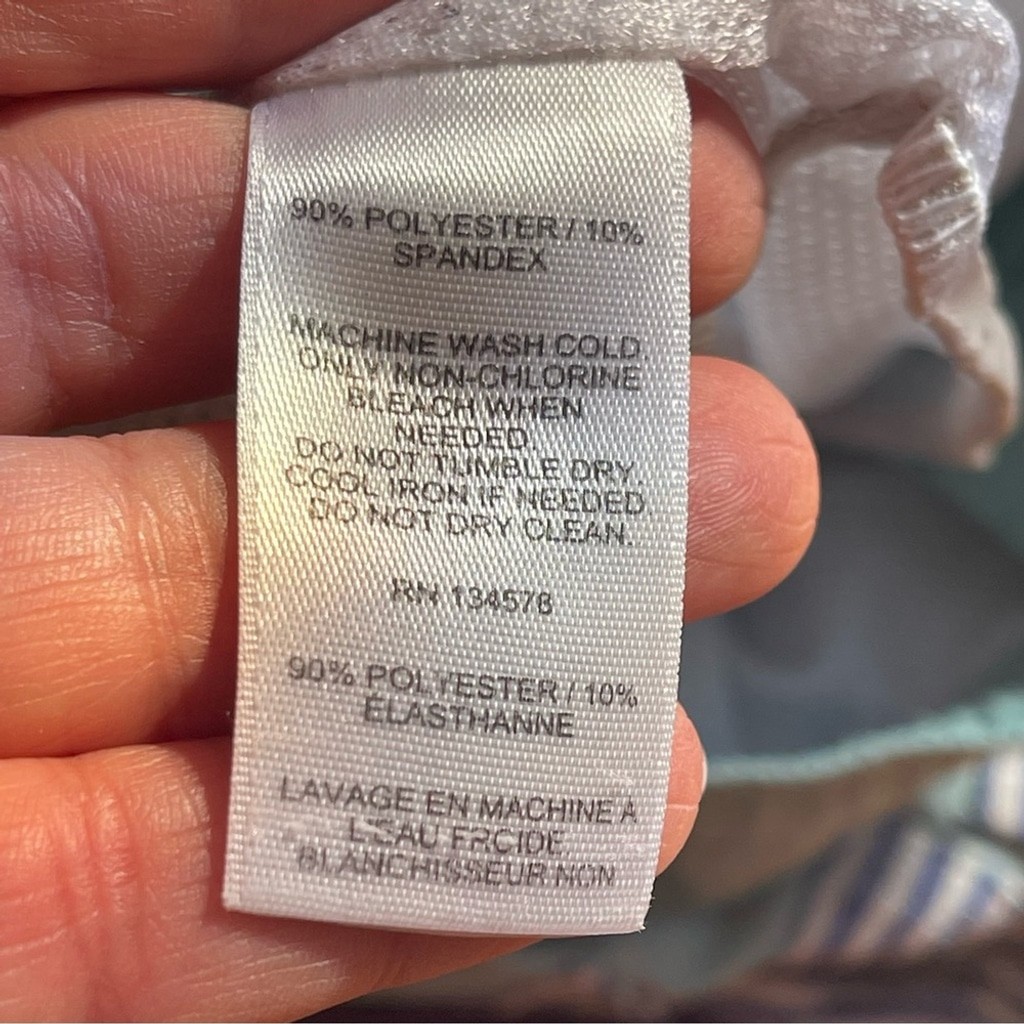 90% POLYESTER / 10%
SPANDEX
MACHINE WASH COLD.
ONLY NON-CHLORINE
BLEACH WHEN
NEEDED.
DO NOT TUMBLE DRY.
COOL IRON IF NEEDED
DO NOT DRY CLEAN.
RN 134578
90% POLYESTER / 10%
ÉLASTHANNE
LAVAGE EN MACHINE À
L'EAU FROIDE
BLANCHISSEUR NON